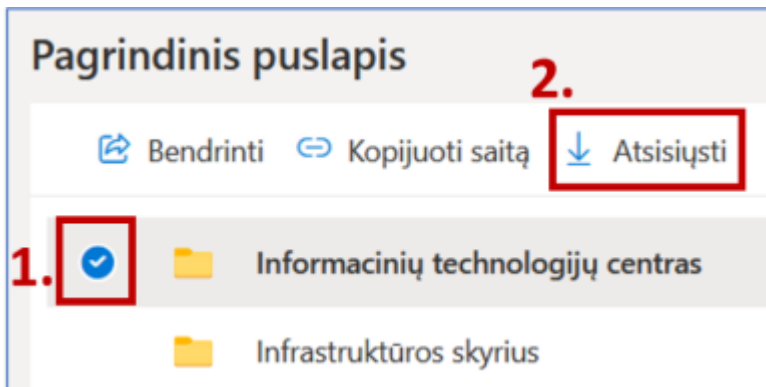 Pagrindinis puslapis
2.
Bendrinti Kopijuoti saitą Atsisiųsti
1. Informacinių technologijų centras
Infrastruktūros skyrius